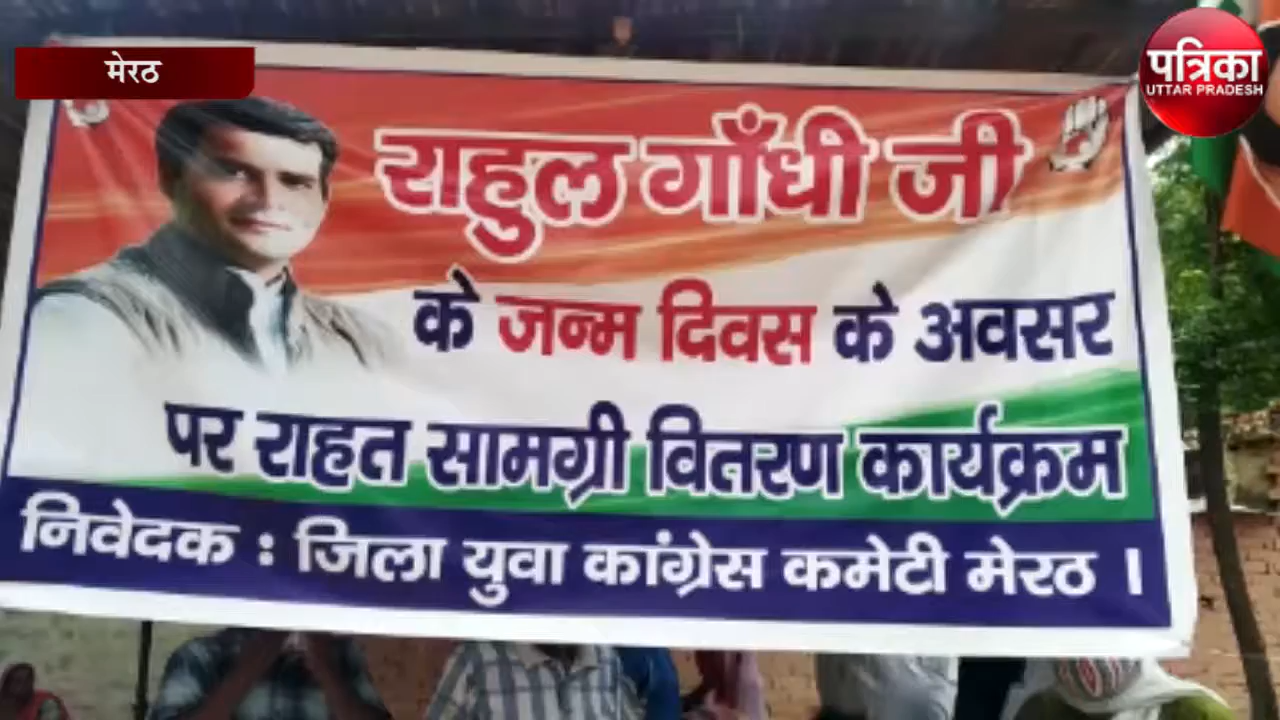 मेरठ
पत्रिका
UTTAR PRADESH
राहुल गाँधी जी
के जन्म दिवस के अवसर
पर राहत सामग्री वितरण कार्यक्रम
निवेदक : जिला युवा कांग्रेस कमेटी मेरठ ।